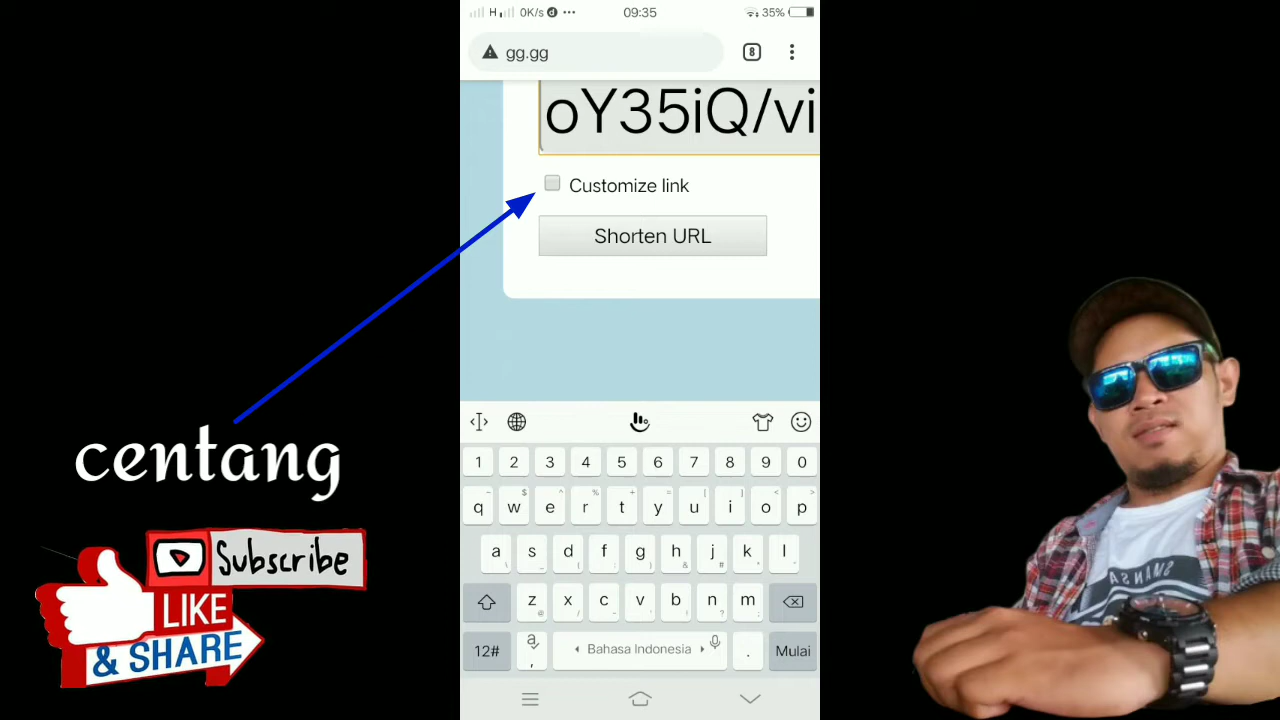 H 0K/s ... 09:35 35%
gg.gg 8
oY35iQ/vi
Customize link
Shorten URL
centang
Subscribe
LIKE
& SHARE
1 2 3 4 5 6 7 8 9 0
q w e r t y u i o p
a s d f g h j k l
z x c v b n m
12# a , Bahasa Indonesia . Mulai